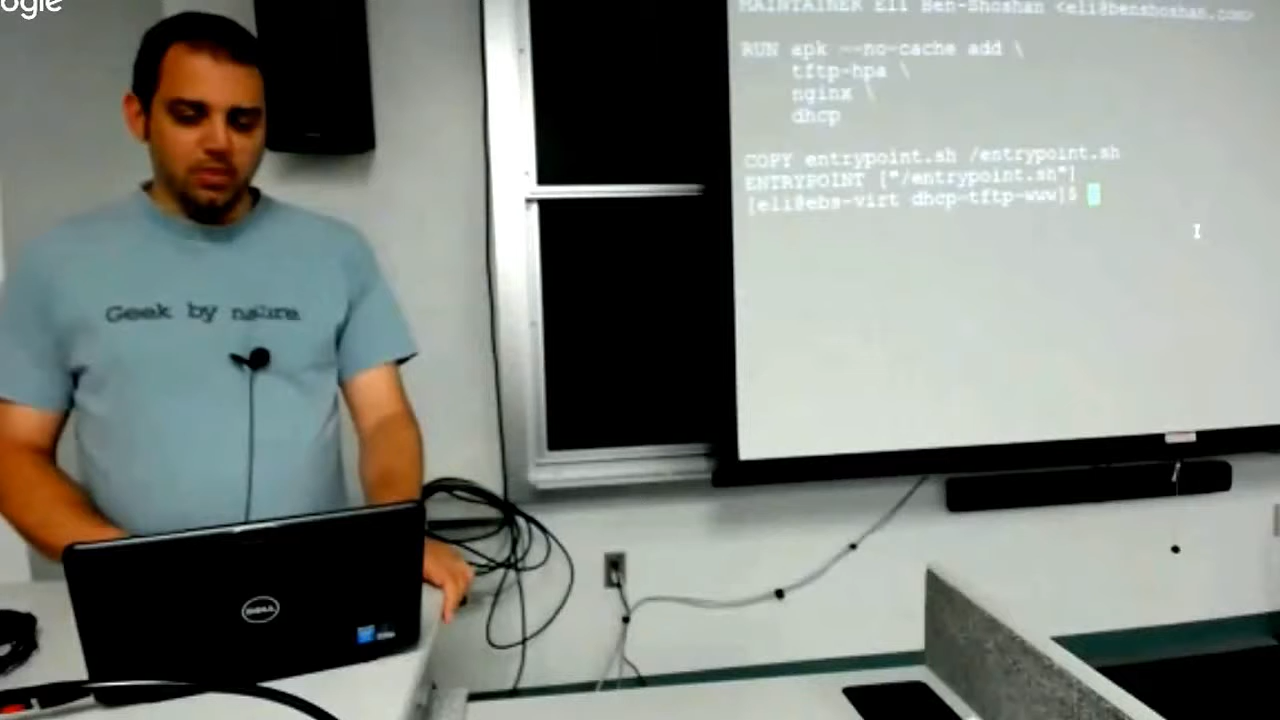 ogle
MAINTAINER Eli Ben-Shoshan <eli@benshoshan.com>
RUN apk --no-cache add \
tftp-hpa \
nginx \
dhcp
COPY entrypoint.sh /entrypoint.sh
ENTRYPOINT ["/entrypoint.sh"]
[eli@ebs-virt dhcp-tftp-www]$
Geek by nature
DELL